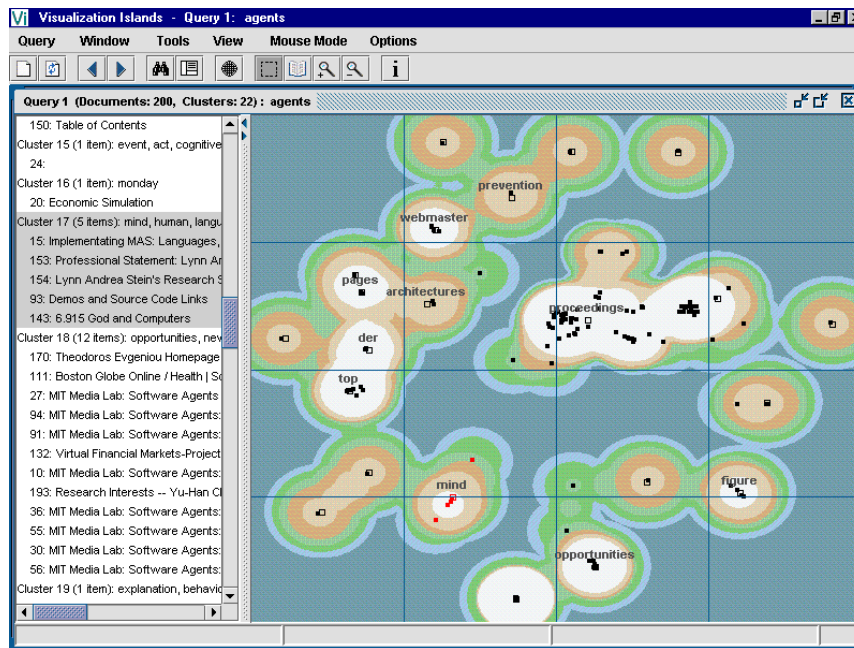 Vi Visualization Islands - Query 1: agents
Query Window Tools View Mouse Mode Options
i
Query 1 (Documents: 200, Clusters: 22) : agents
150: Table of Contents
Cluster 15 (1 item): event, act, cognitive
24:
Cluster 16 (1 item): monday
20: Economic Simulation
Cluster 17 (5 items): mind, human, langu
15: Implementating MAS: Languages,
153: Professional Statement: Lynn An
154: Lynn Andrea Stein's Research S
93: Demos and Source Code Links
143: 6.915 God and Computers
Cluster 18 (12 items): opportunities, new
170: Theodoros Evgeniou Homepage
111: Boston Globe Online / Health | Sc
27: MIT Media Lab: Software Agents
94: MIT Media Lab: Software Agents:
91: MIT Media Lab: Software Agents:
132: Virtual Financial Markets-Project
10: MIT Media Lab: Software Agents:
193: Research Interests -- Yu-Han Cl
36: MIT Media Lab: Software Agents:
55: MIT Media Lab: Software Agents:
30: MIT Media Lab: Software Agents:
56: MIT Media Lab: Software Agents:
Cluster 19 (1 item): explanation, behavio
prevention
webmaster
pages
architectures
proceedings
der
top
mind
figure
opportunities